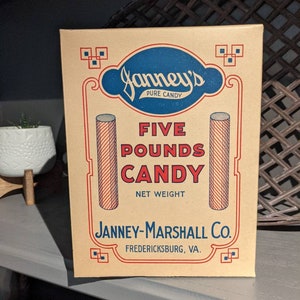 Janney's
PURE CANDY
FIVE
POUNDS
CANDY
NET WEIGHT
JANNEY-MARSHALL CO.
FREDERICKSBURG, VA.